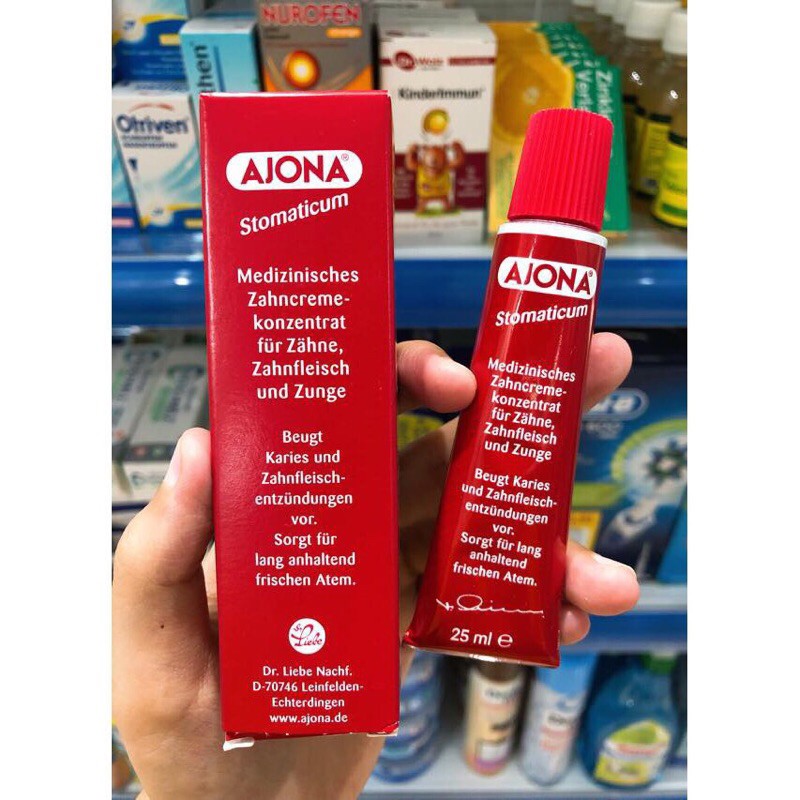 NUROFEN
Otriven
Kinderimmun
AJONA®
Stomaticum
Medizinisches
Zahncreme-
konzentrat
für Zähne,
Zahnfleisch
und Zunge
Beugt
Karies und
Zahnfleisch-
entzündungen
vor.
Sorgt für
lang anhaltend
frischen Atem.
Dr. Liebe
Dr. Liebe Nachf.
D-70746 Leinfelden-
Echterdingen
www.ajona.de
AJONA®
Stomaticum
Medizinisches
Zahncreme-
konzentrat
für Zähne,
Zahnfleisch
und Zunge
Beugt Karies
und Zahnfleisch-
entzündungen
vor.
Sorgt für lang
anhaltend
frischen Atem.
25 ml ℮